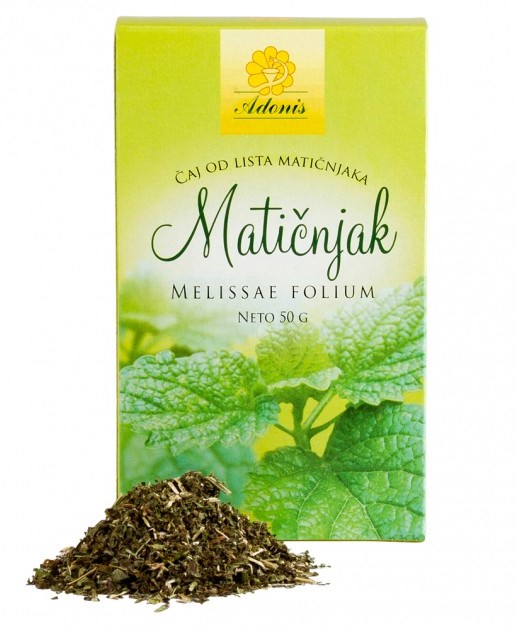 Adonis
ČAJ OD LISTA MATIČNJAKA
Matičnjak
MELISSAE FOLIUM
NETO 50 G